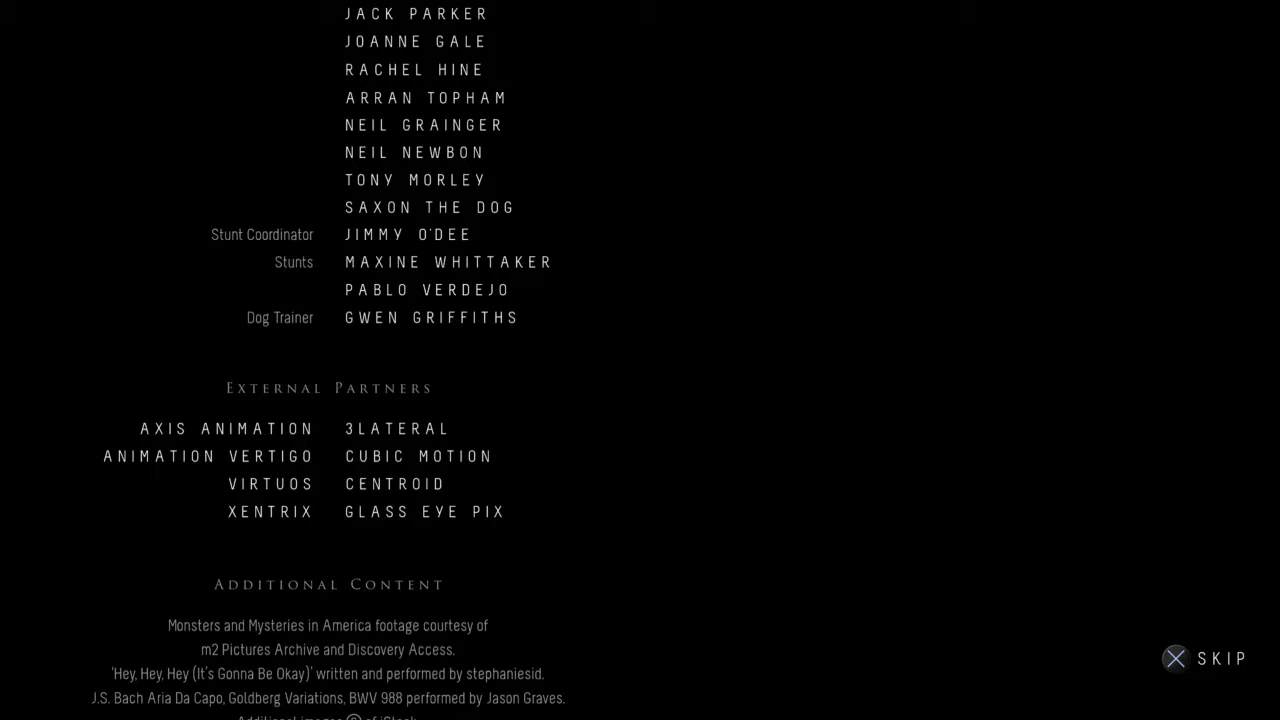 JACK PARKER
JOANNE GALE
RACHEL HINE
ARRAN TOPHAM
NEIL GRAINGER
NEIL NEWBON
TONY MORLEY
SAXON THE DOG
Stunt Coordinator JIMMY O'DEE
Stunts MAXINE WHITTAKER
PABLO VERDEJO
Dog Trainer GWEN GRIFFITHS
EXTERNAL PARTNERS
AXIS ANIMATION 3LATERAL
ANIMATION VERTIGO CUBIC MOTION
VIRTUOS CENTROID
XENTRIX GLASS EYE PIX
ADDITIONAL CONTENT
Monsters and Mysteries in America footage courtesy of
m2 Pictures Archive and Discovery Access.
'Hey, Hey, Hey (It's Gonna Be Okay)' written and performed by stephaniesid.
J.S. Bach Aria Da Capo, Goldberg Variations, BWV 988 performed by Jason Graves.
SKIP
Additional images © of iStock